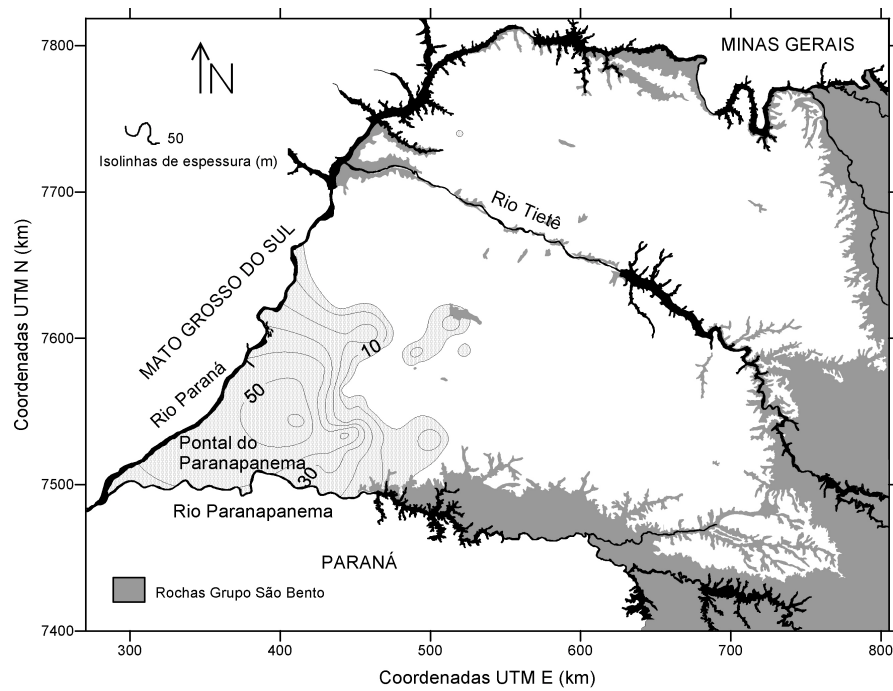 7800
7700
7600
7500
7400
Coordenadas UTM N (km)
N
MINAS GERAIS
50
Isolinhas de espessura (m)
Rio Tietê
MATO GROSSO DO SUL
10
Rio Paraná
50
Pontal do
Paranapanema
30
Rio Paranapanema
PARANÁ
Rochas Grupo São Bento
300 400 500 600 700 800
Coordenadas UTM E (km)